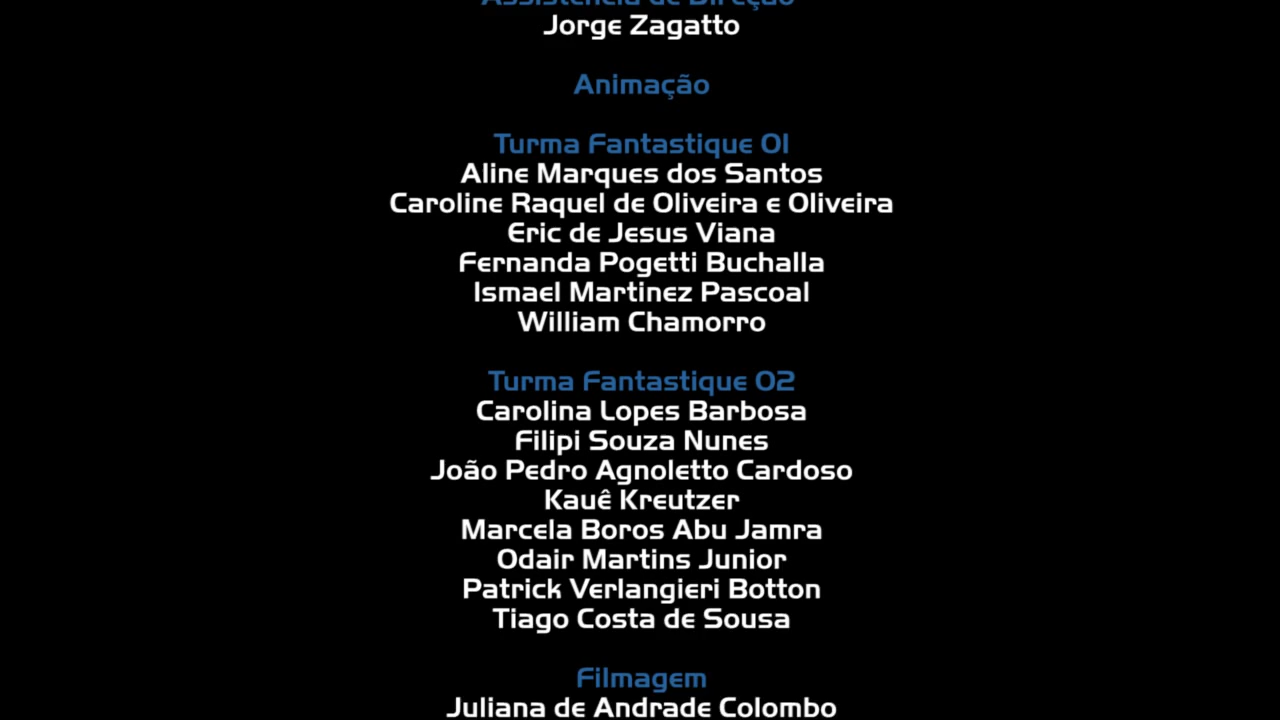 Assistência de Direção
Jorge Zagatto
Animação
Turma Fantastique 01
Aline Marques dos Santos
Caroline Raquel de Oliveira e Oliveira
Eric de Jesus Viana
Fernanda Pogetti Buchalla
Ismael Martinez Pascoal
William Chamorro
Turma Fantastique 02
Carolina Lopes Barbosa
Filipi Souza Nunes
João Pedro Agnoletto Cardoso
Kauê Kreutzer
Marcela Boros Abu Jamra
Odair Martins Junior
Patrick Verlangieri Botton
Tiago Costa de Sousa
Filmagem
Juliana de Andrade Colombo